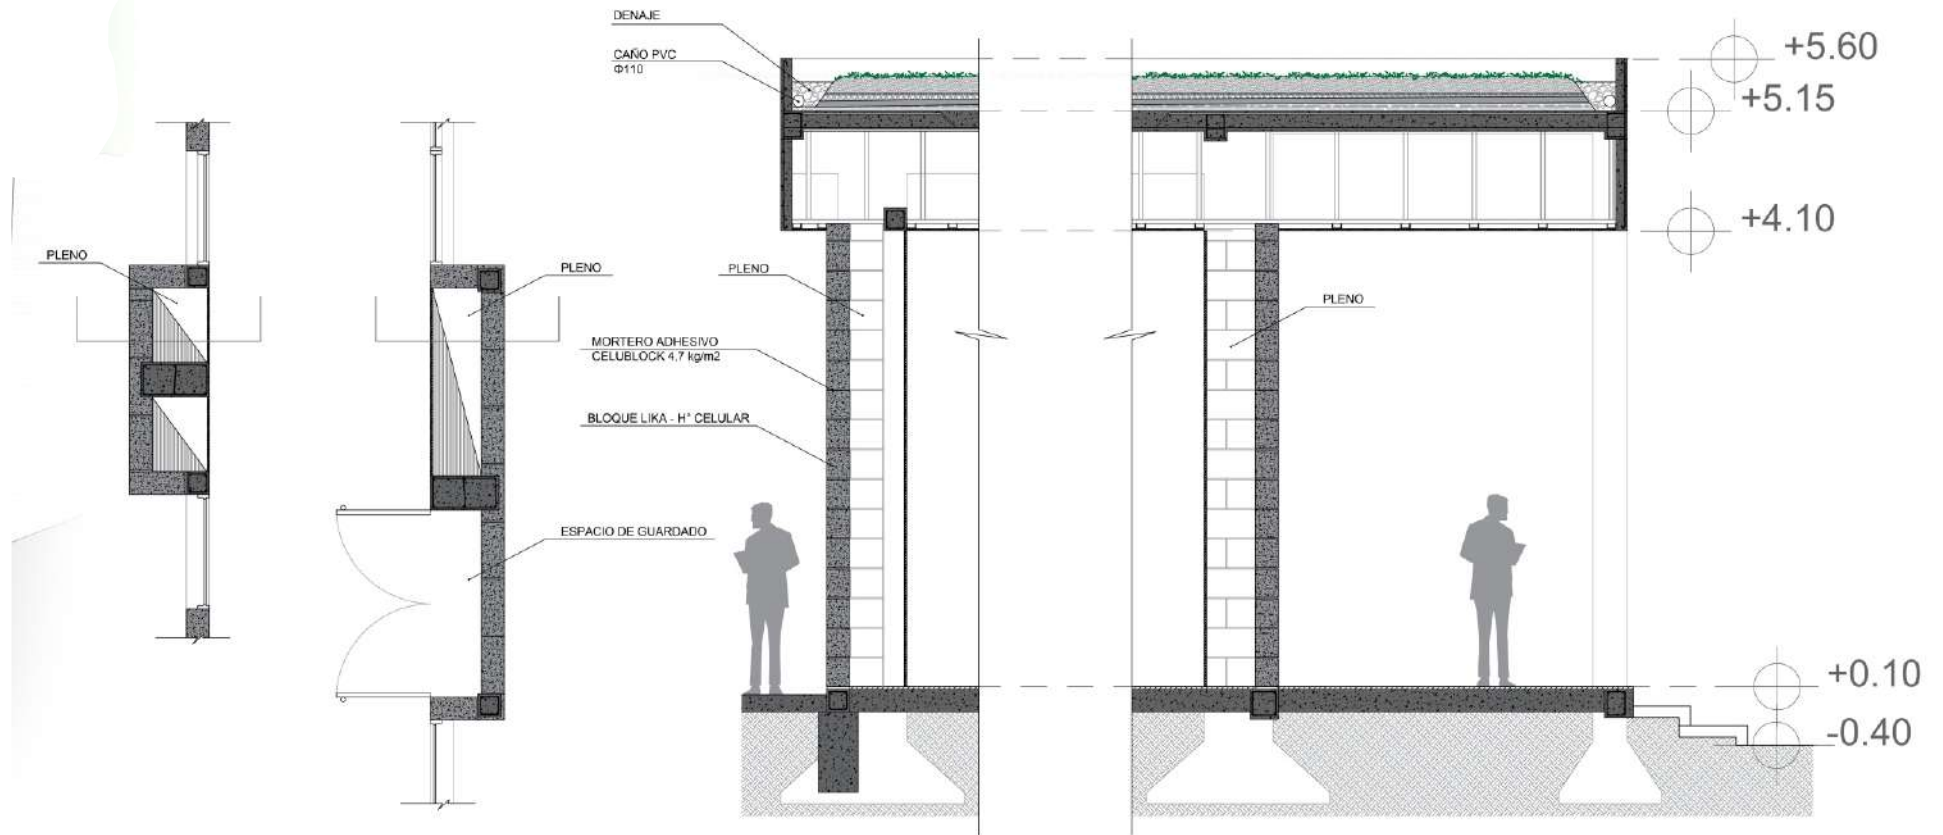 DENAJE
CAÑO PVC
Φ110
+5.60
+5.15
+4.10
PLENO
PLENO
PLENO
PLENO
MORTERO ADHESIVO
CELUBLOCK 4,7 kg/m2
BLOQUE LIKA - H° CELULAR
ESPACIO DE GUARDADO
+0.10
-0.40